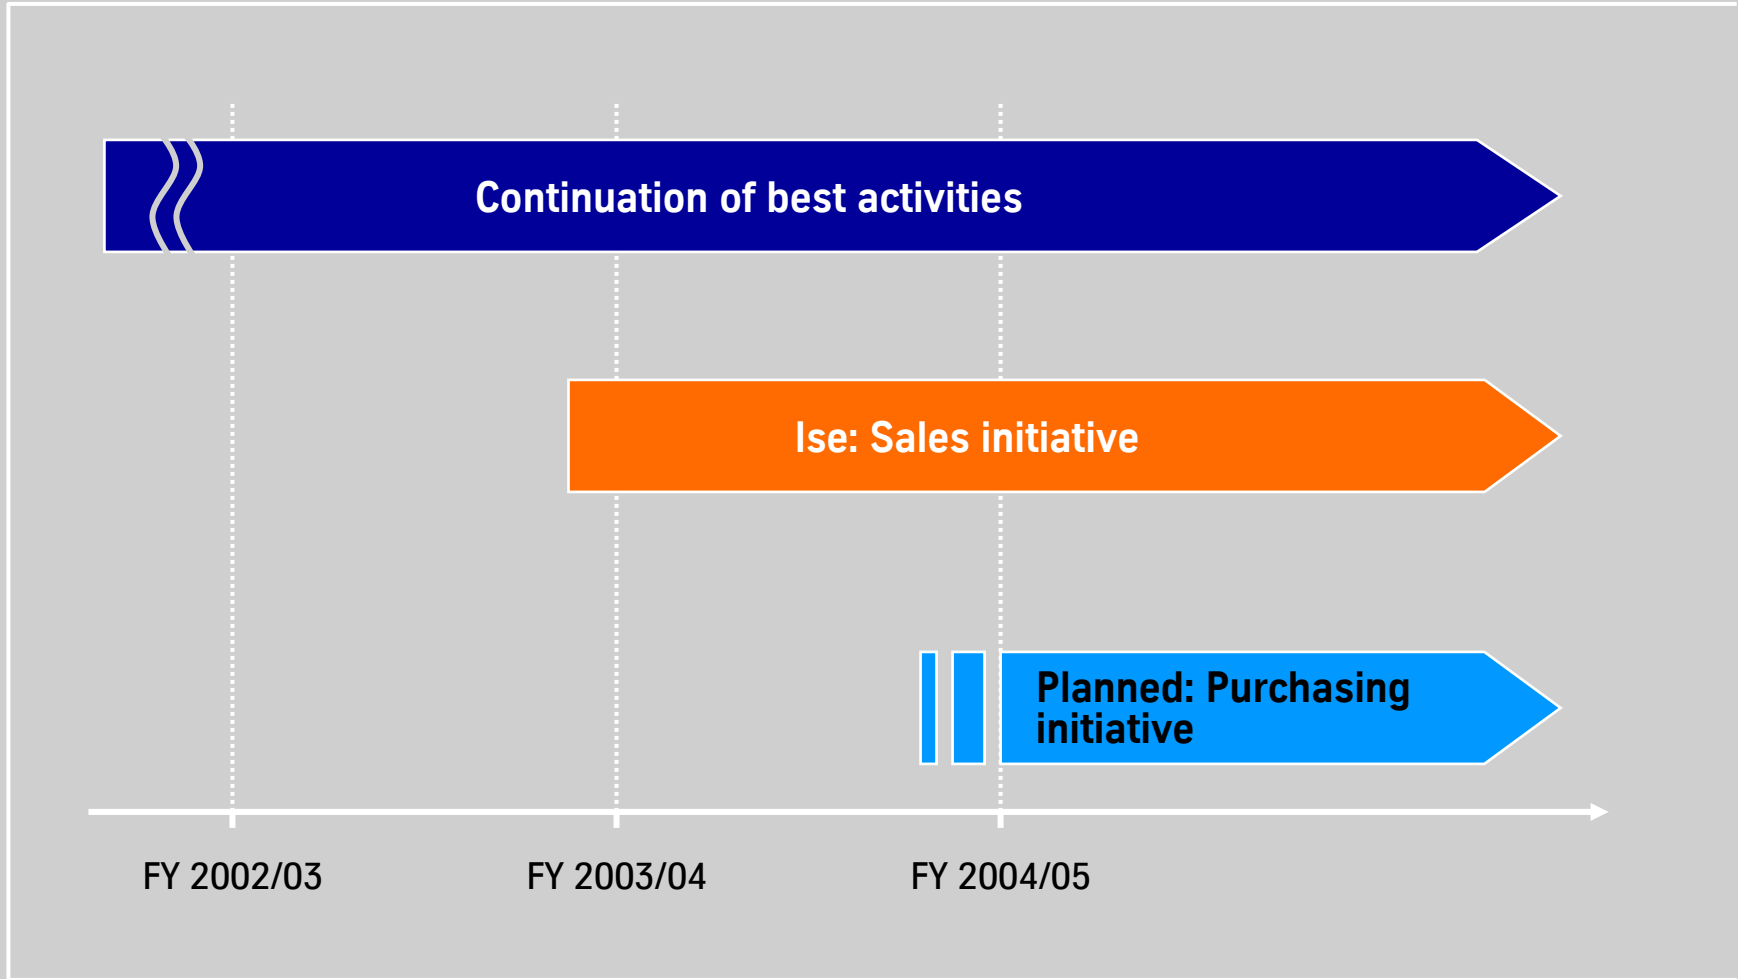 Continuation of best activities
Ise: Sales initiative
Planned: Purchasing
initiative
FY 2002/03
FY 2003/04
FY 2004/05